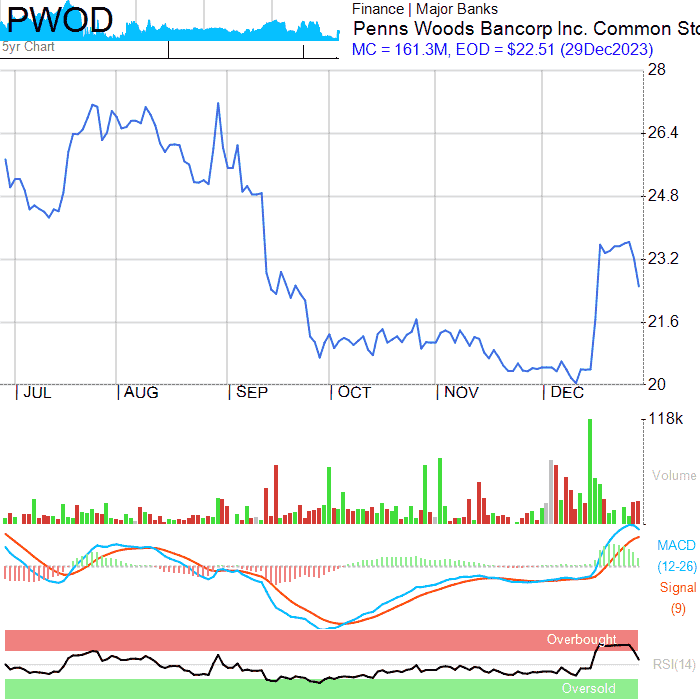 PWOD
5yr Chart
Finance | Major Banks
Penns Woods Bancorp Inc. Common Sto
MC = 161.3M, EOD = $22.51 (29Dec2023)
28
26.4
24.8
23.2
21.6
20
JUL AUG SEP OCT NOV DEC
118k
Volume
MACD
(12-26)
Signal
(9)
Overbought
RSI(14)
Oversold